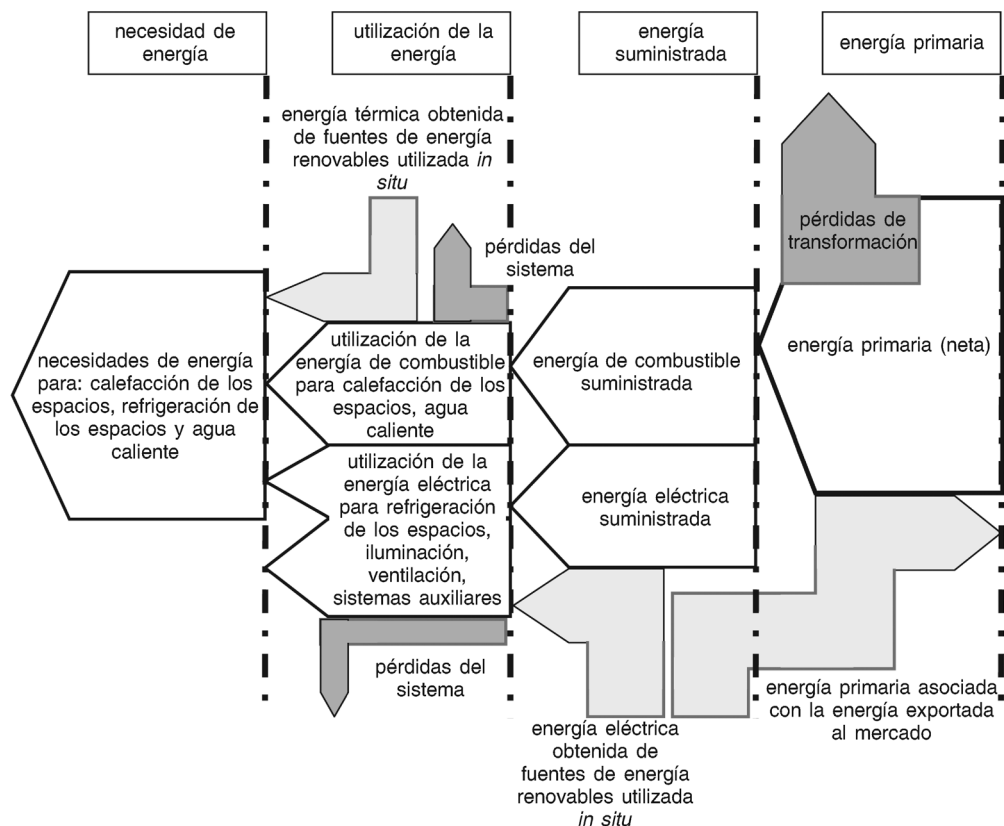 necesidad de
energía
utilización de la
energía
energía
suministrada
energía primaria
energía térmica obtenida
de fuentes de energía
renovables utilizada in
situ
pérdidas del
sistema
pérdidas de
transformación
necesidades de energía
para: calefacción de los
espacios, refrigeración de
los espacios y agua
caliente
utilización de la
energía de combustible
para calefacción de los
espacios, agua
caliente
energía de combustible
suministrada
energía primaria (neta)
utilización de la
energía eléctrica
para refrigeración
de los espacios,
iluminación,
ventilación,
sistemas auxiliares
energía eléctrica
suministrada
pérdidas del
sistema
energía eléctrica
obtenida de
fuentes de energía
renovables utilizada
in situ
energía primaria asociada
con la energía exportada
al mercado